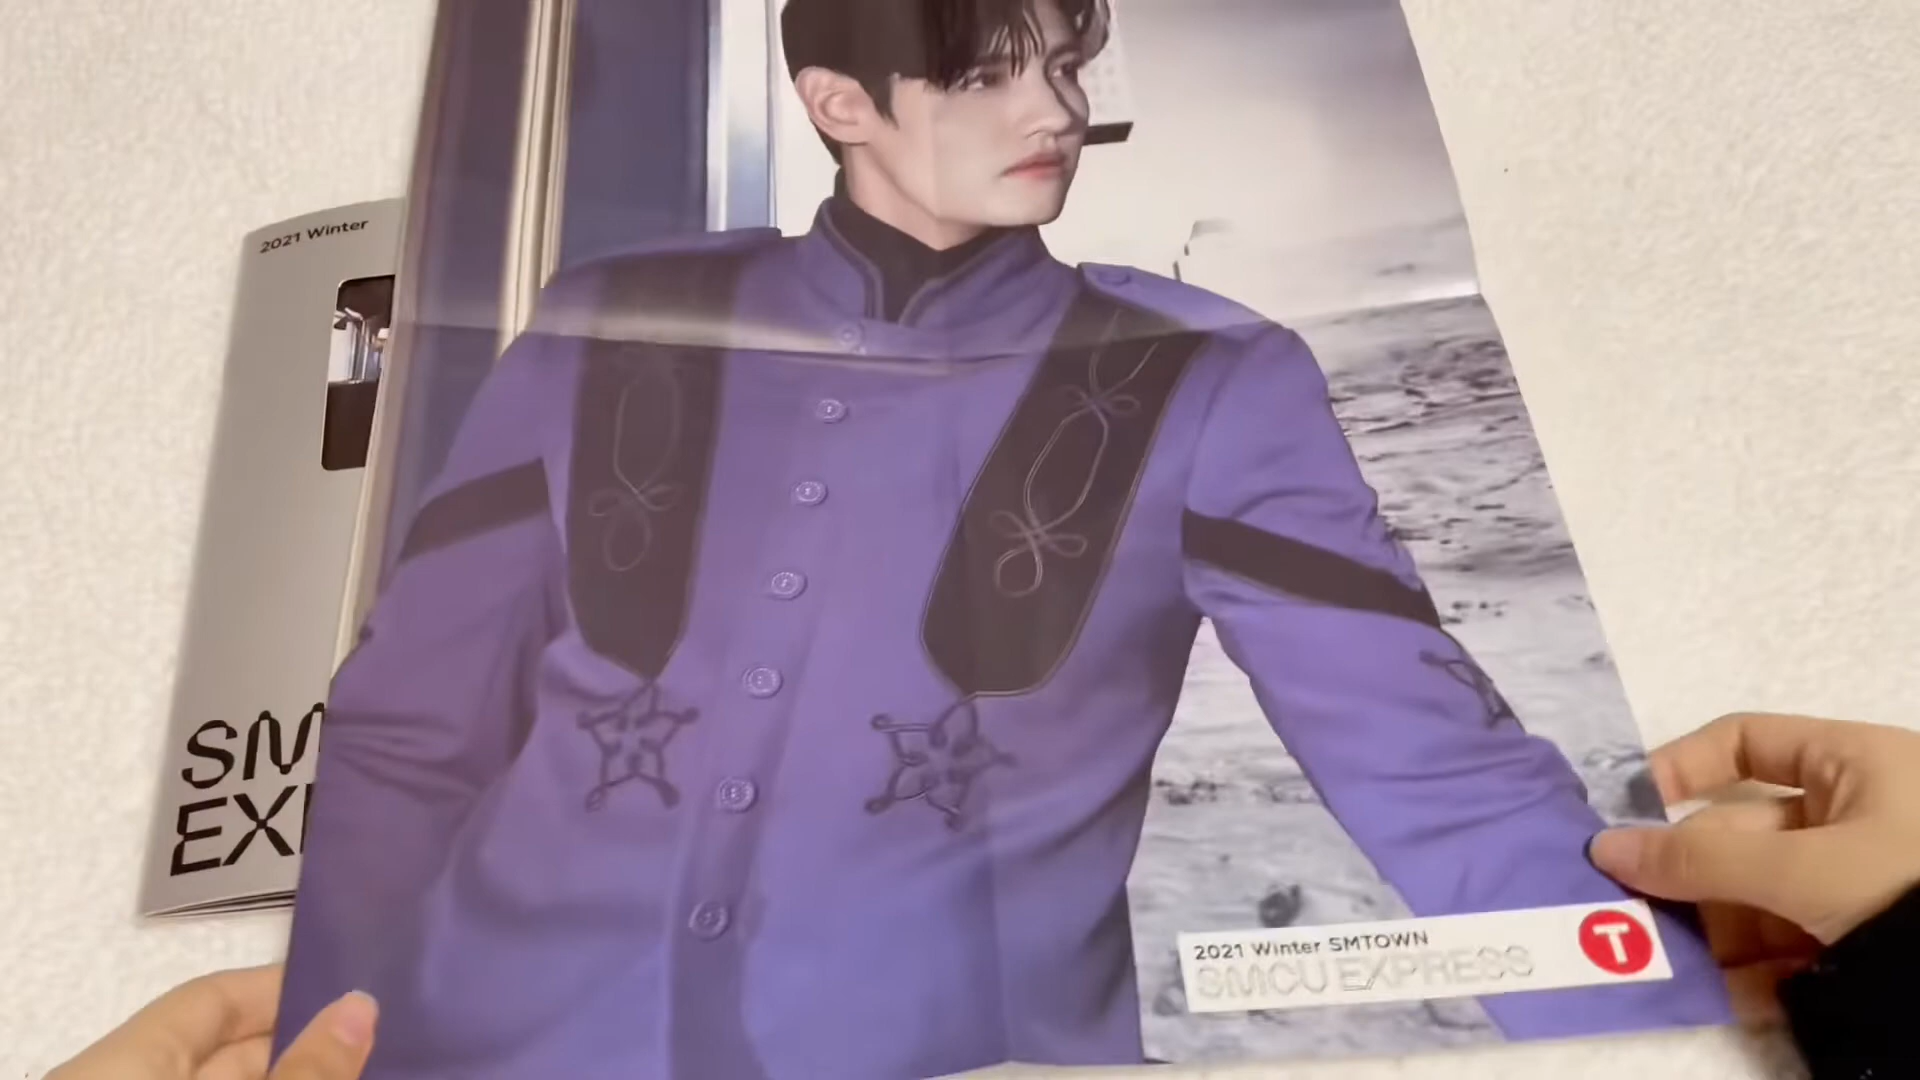 2021 Winter
SM
EX
2021 Winter SMTOWN
SMCU EXPRESS
T